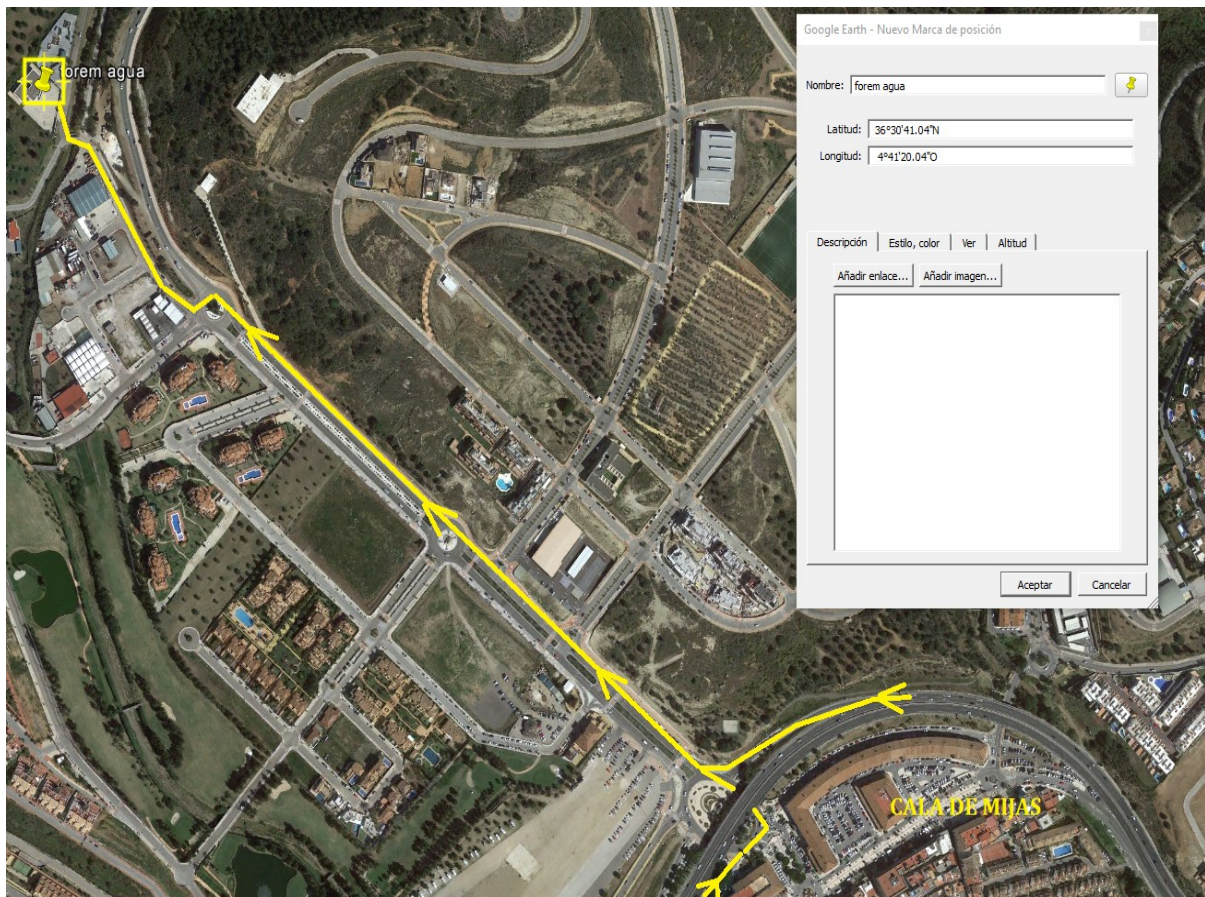 forem agua
Google Earth - Nuevo Marca de posición
Nombre: forem agua
Latitud: 36°30'41.04"N
Longitud: 4°41'20.04"O
Descripción Estilo, color Ver Altitud
Añadir enlace... Añadir imagen...
Aceptar Cancelar
CALA DE MIJAS